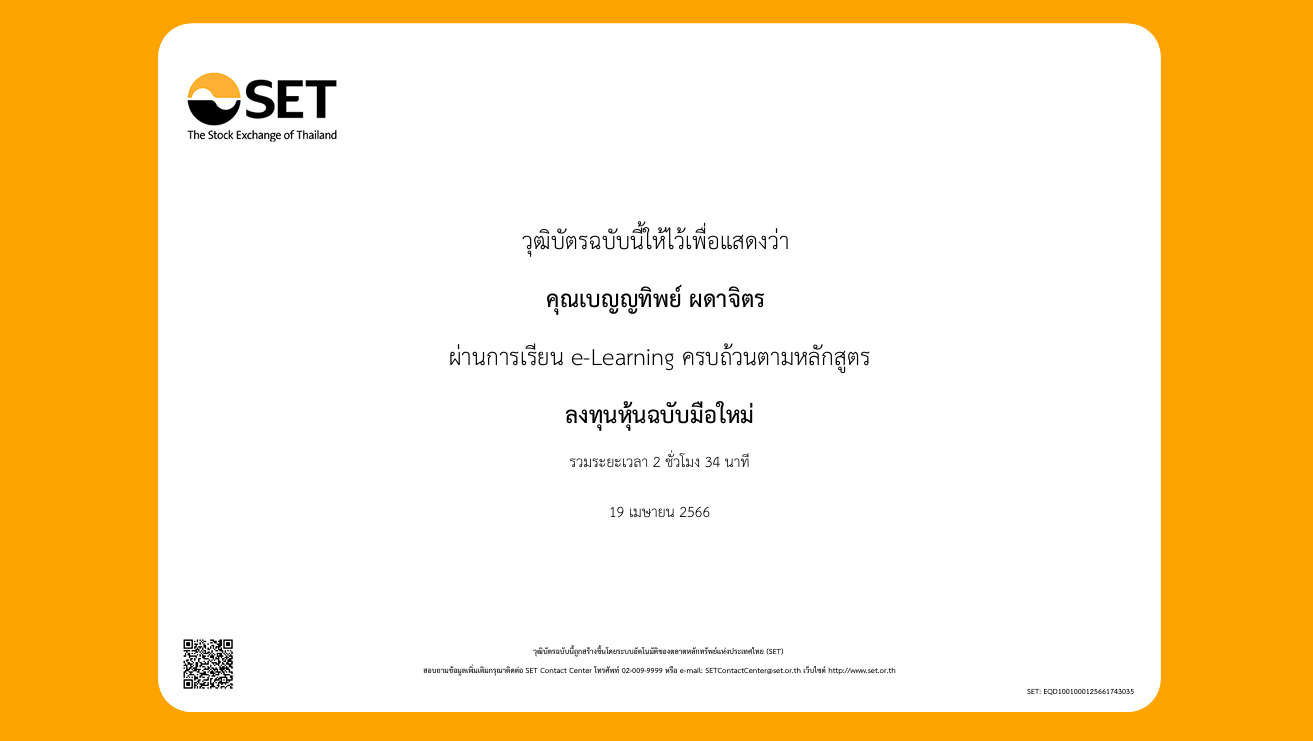 SET
The Stock Exchange of Thailand
วุฒิบัตรฉบับนี้ให้ไว้เพื่อแสดงว่า
คุณเบญญทิพย์ ผดาจิตร
ผ่านการเรียน e-Learning ครบถ้วนตามหลักสูตร
ลงทุนหุ้นฉบับมือใหม่
รวมระยะเวลา 2 ชั่วโมง 34 นาที
19 เมษายน 2566
วุฒิบัตรฉบับนี้ถูกสร้างขึ้นโดยระบบอัตโนมัติของตลาดหลักทรัพย์แห่งประเทศไทย (SET)
สอบถามข้อมูลเพิ่มเติมกรุณาติดต่อ SET Contact Center โทรศัพท์ 02-009-9999 หรือ e-mail: SETContactCenter@set.or.th เว็บไซต์ http://www.set.or.th
SET: EQD1001000125661743035